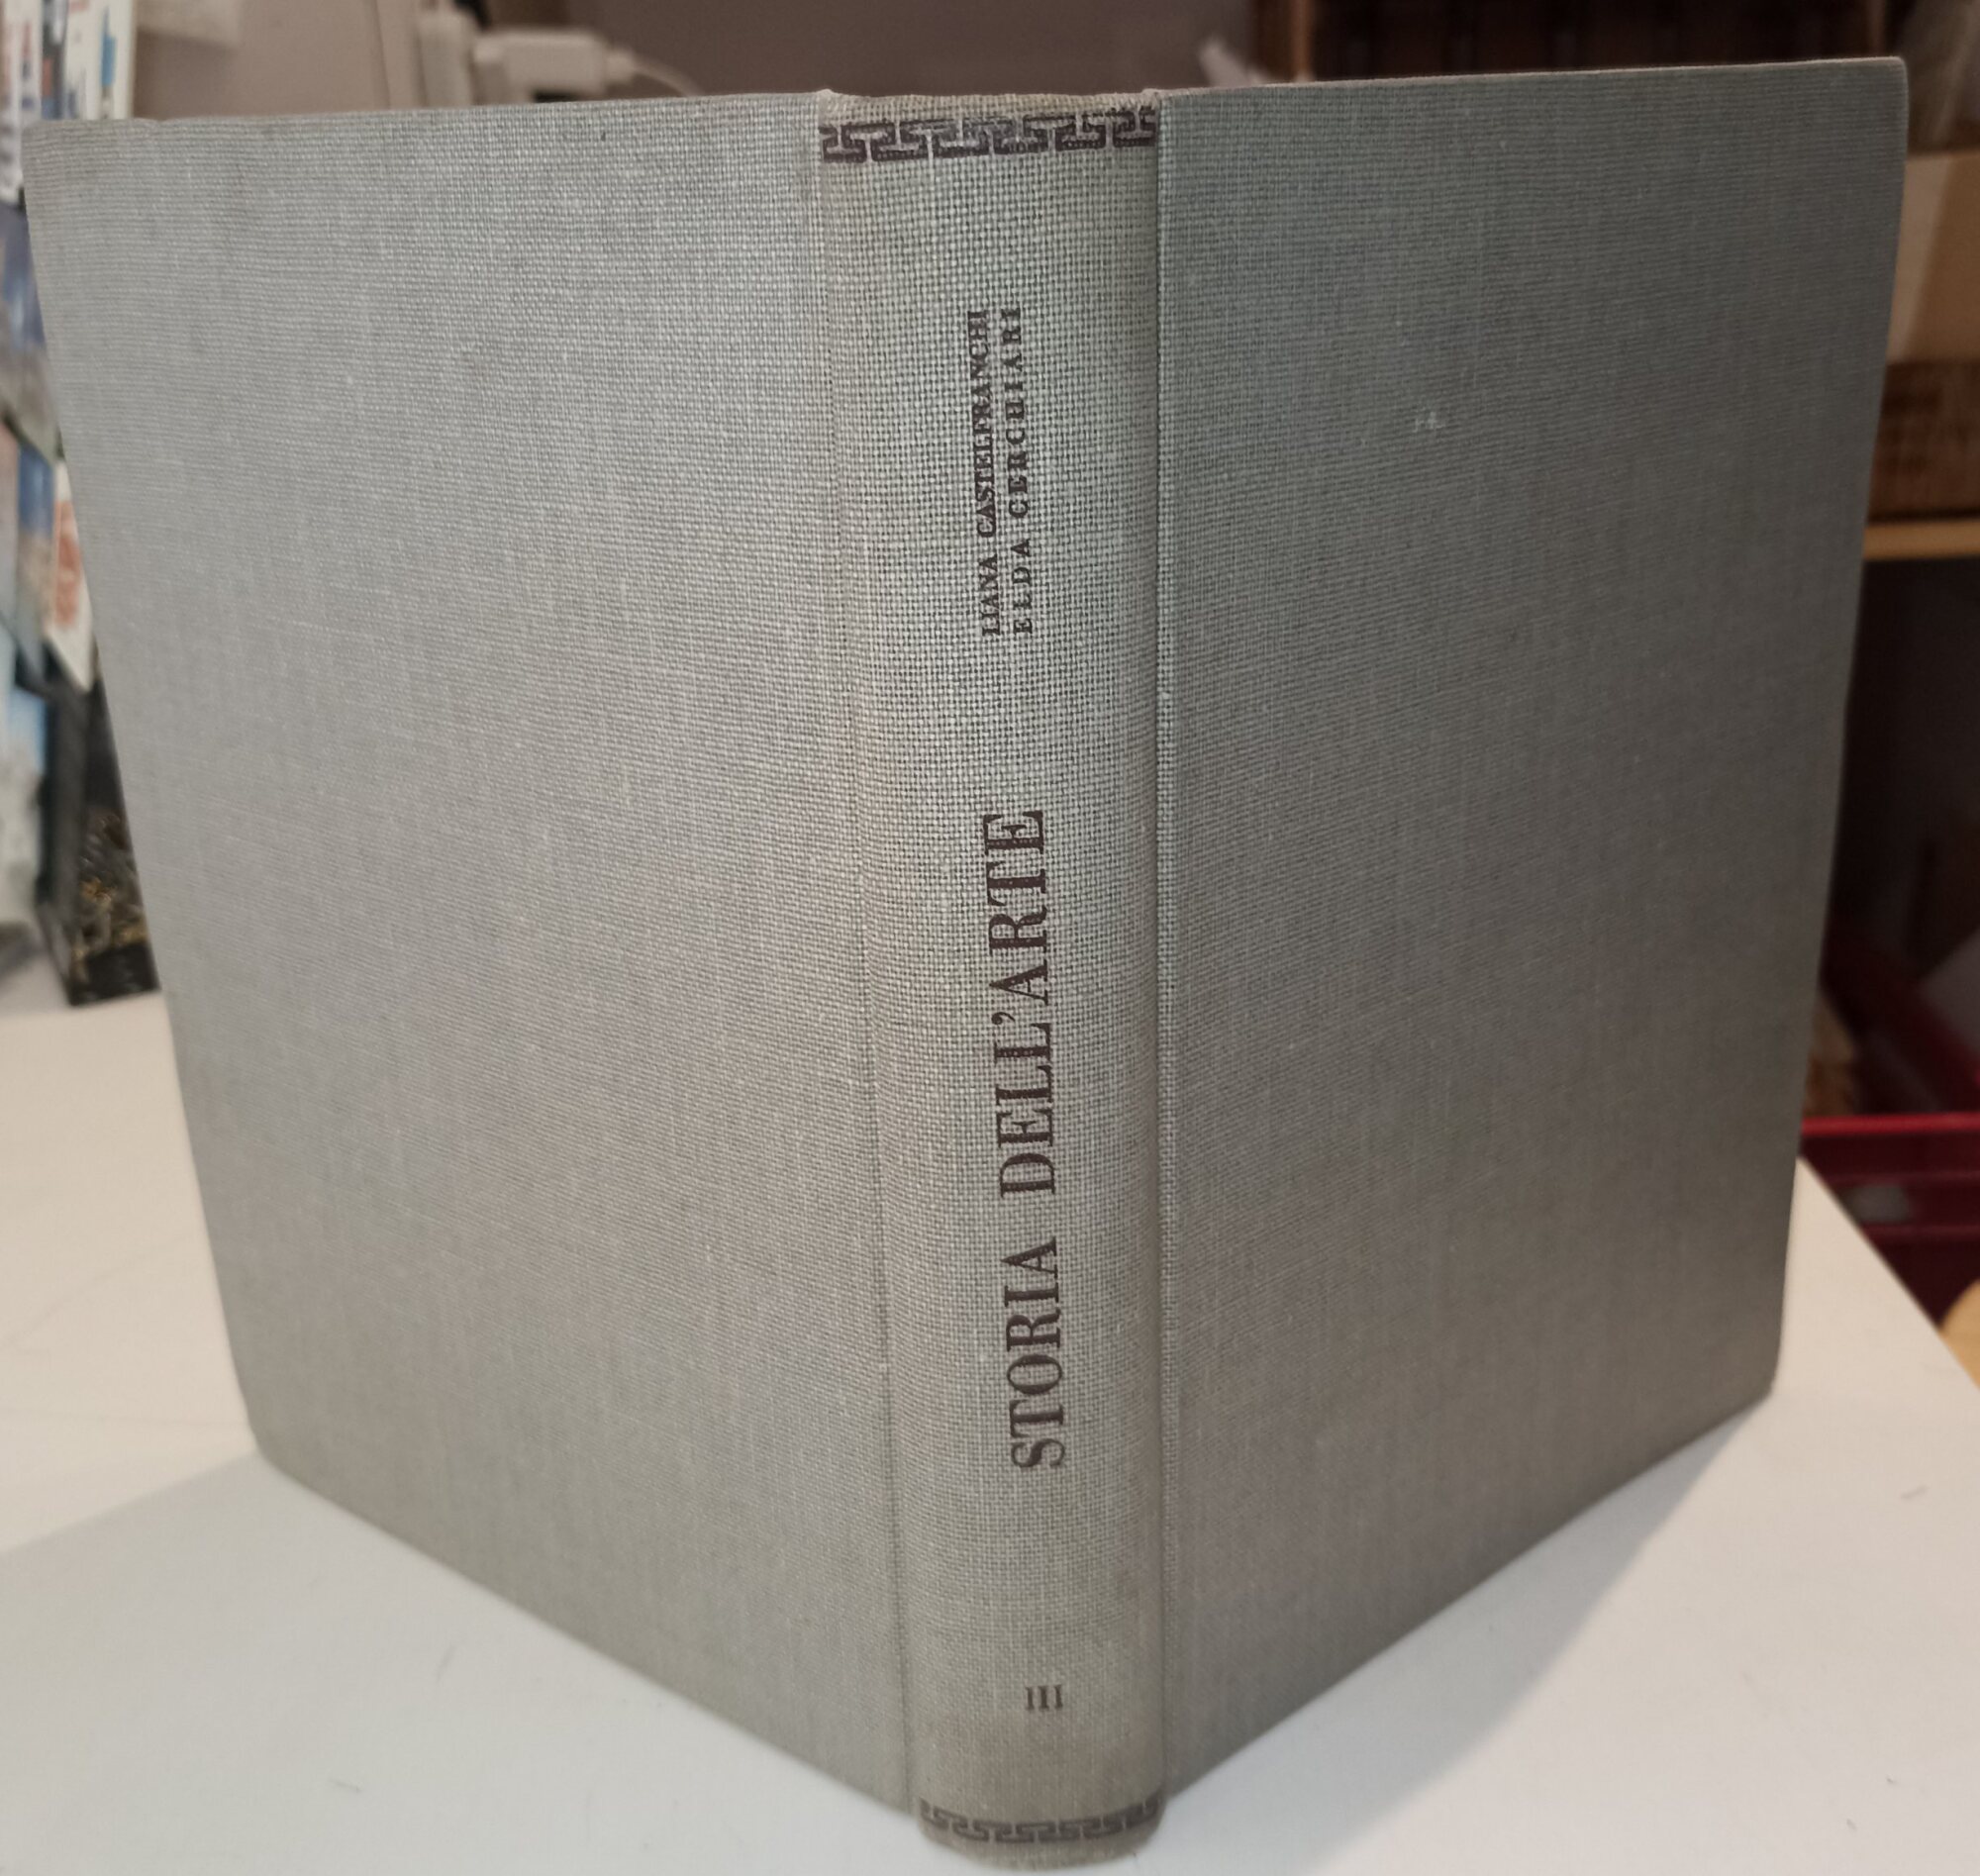 LIANA CASTELFRANCHI
ELDA CERCHIARI
STORIA DELL'ARTE
III